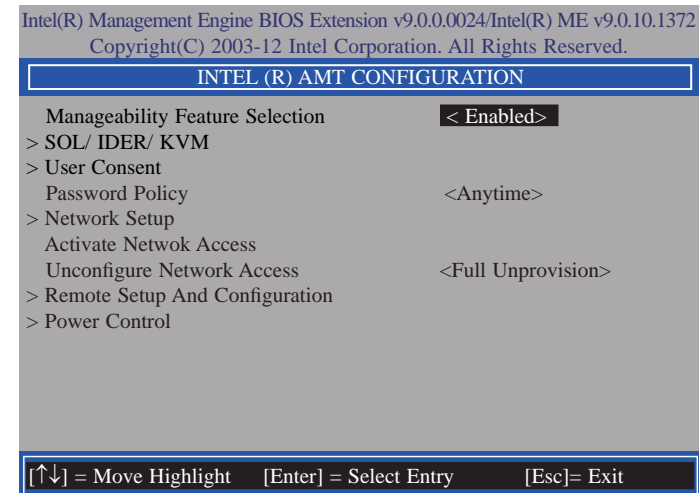 Intel(R) Management Engine BIOS Extension v9.0.0.0024/Intel(R) ME v9.0.10.1372
Copyright(C) 2003-12 Intel Corporation. All Rights Reserved.
INTEL (R) AMT CONFIGURATION
Manageability Feature Selection < Enabled>
> SOL/ IDER/ KVM
> User Consent
Password Policy <Anytime>
> Network Setup
Activate Netwok Access
Unconfigure Network Access <Full Unprovision>
> Remote Setup And Configuration
> Power Control
[↑↓] = Move Highlight [Enter] = Select Entry [Esc]= Exit